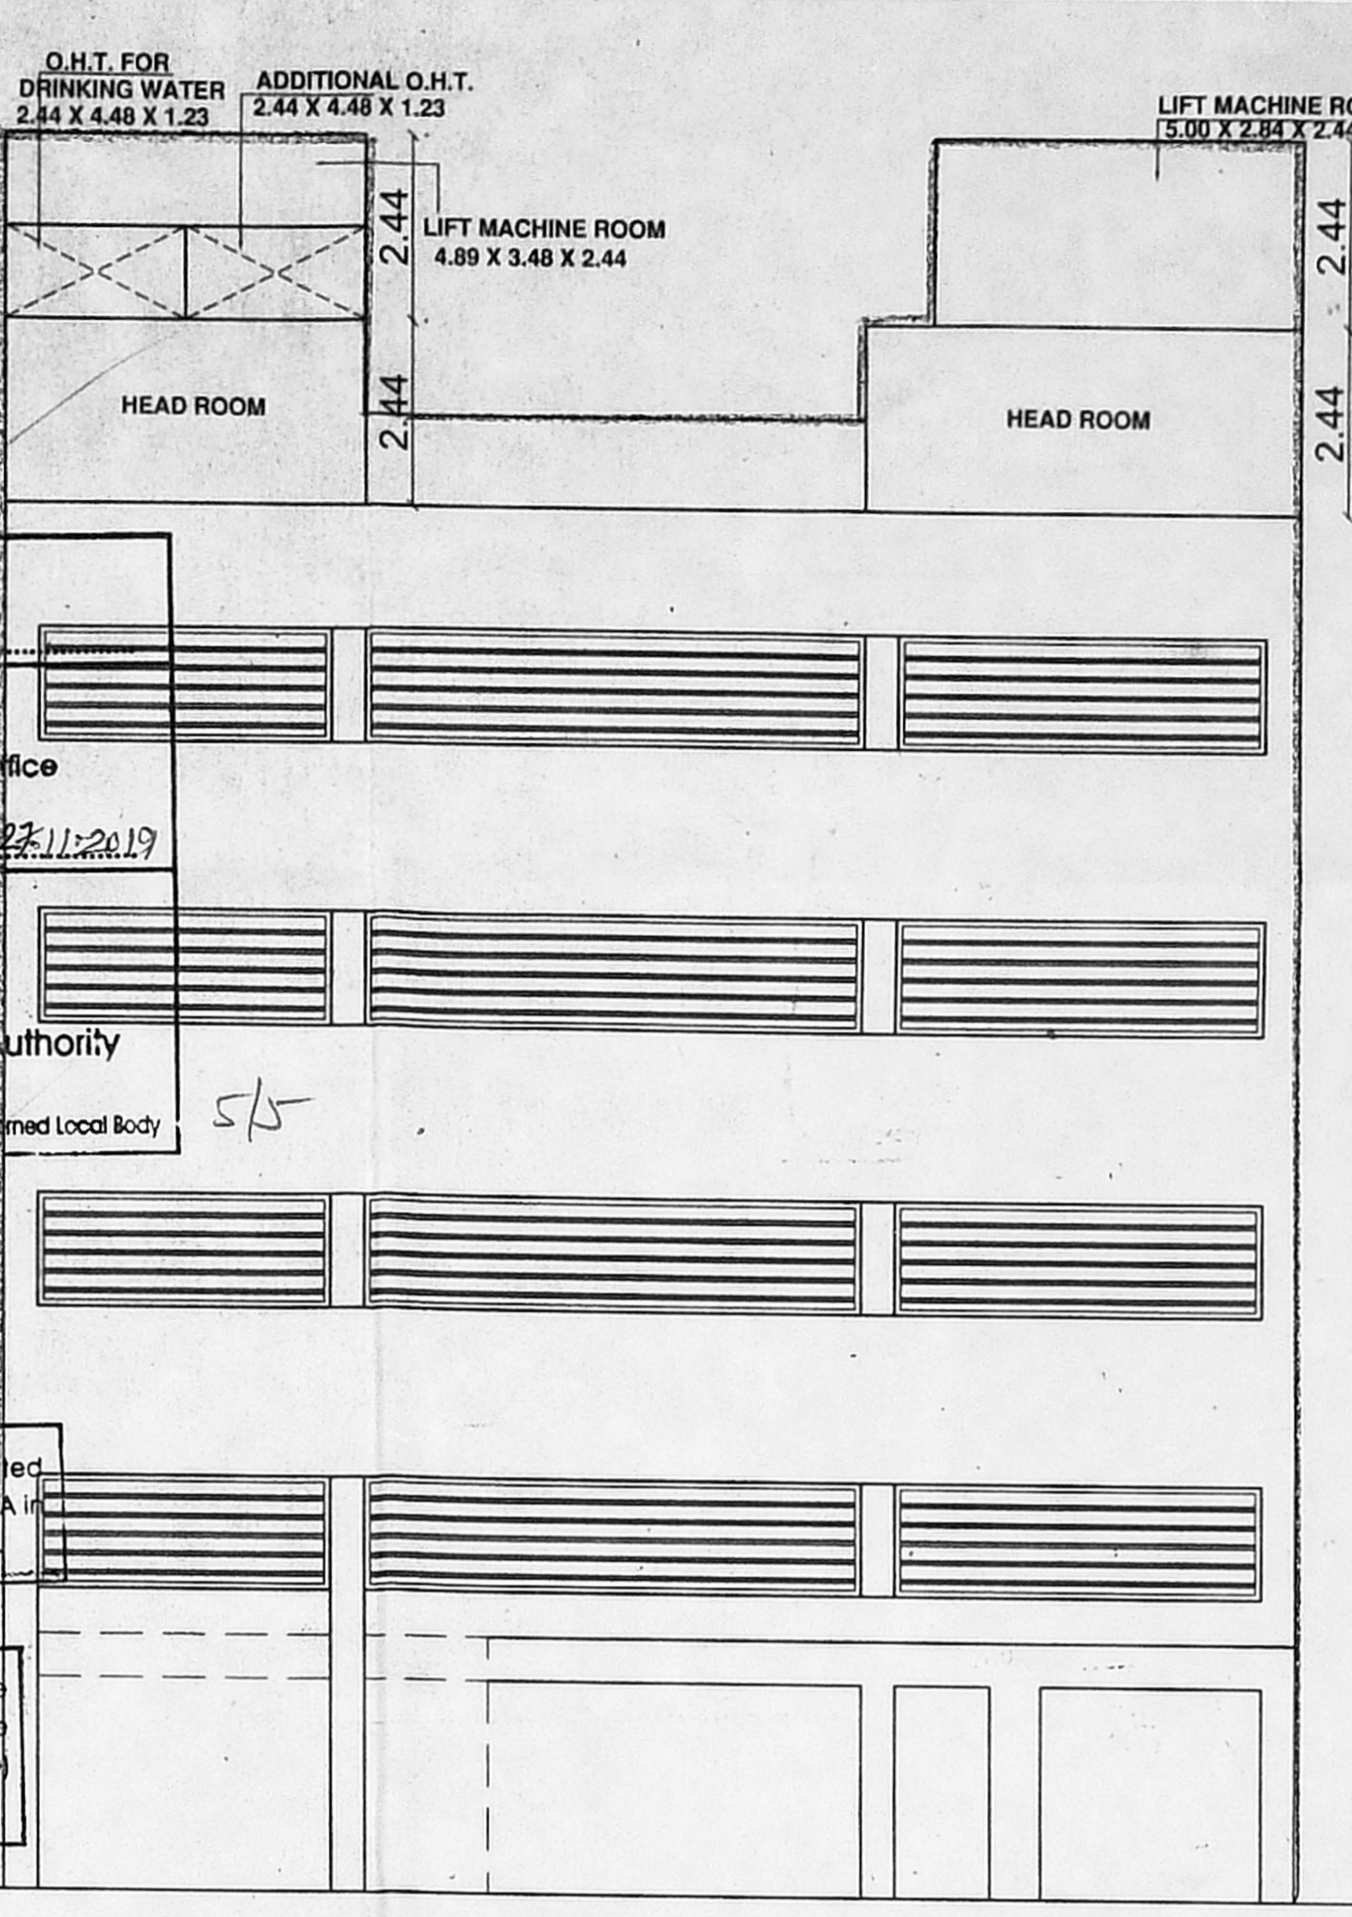 O.H.T. FOR
DRINKING WATER
2.44 X 4.48 X 1.23
ADDITIONAL O.H.T.
2.44 X 4.48 X 1.23
LIFT MACHINE RO
5.00 X 2.84 X 2.44
2.44
LIFT MACHINE ROOM
4.89 X 3.48 X 2.44
2.44
HEAD ROOM
2.44
HEAD ROOM
2.44
ffice
27.11.2019
uthority
rned Local Body
5/5
ted
A in